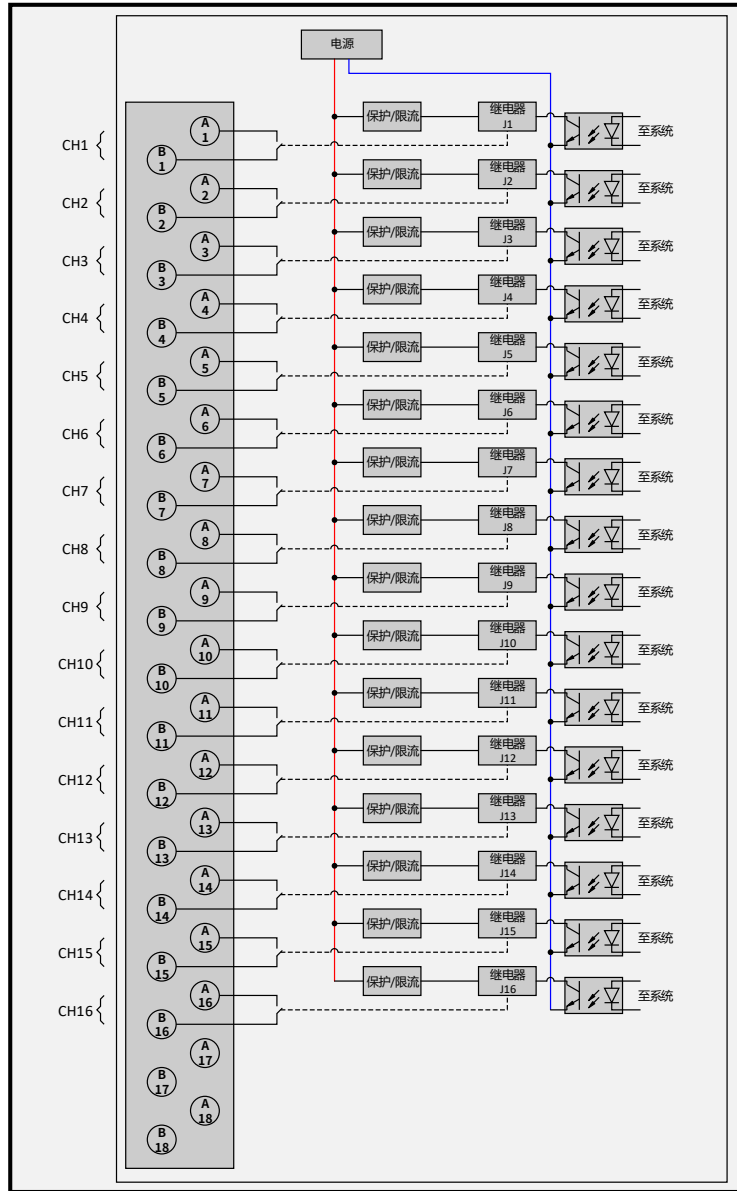 电源
CH1
A
1
B
1
保护/限流
继电器
J1
至系统
CH2
A
2
B
2
保护/限流
继电器
J2
至系统
CH3
A
3
B
3
保护/限流
继电器
J3
至系统
CH4
A
4
B
4
保护/限流
继电器
J4
至系统
CH5
A
5
B
5
保护/限流
继电器
J5
至系统
CH6
A
6
B
6
保护/限流
继电器
J6
至系统
CH7
A
7
B
7
保护/限流
继电器
J7
至系统
CH8
A
8
B
8
保护/限流
继电器
J8
至系统
CH9
A
9
B
9
保护/限流
继电器
J9
至系统
CH10
A
10
B
10
保护/限流
继电器
J10
至系统
CH11
A
11
B
11
保护/限流
继电器
J11
至系统
CH12
A
12
B
12
保护/限流
继电器
J12
至系统
CH13
A
13
B
13
保护/限流
继电器
J13
至系统
CH14
A
14
B
14
保护/限流
继电器
J14
至系统
CH15
A
15
B
15
保护/限流
继电器
J15
至系统
CH16
A
16
B
16
保护/限流
继电器
J16
至系统
A
17
B
17
A
18
B
18